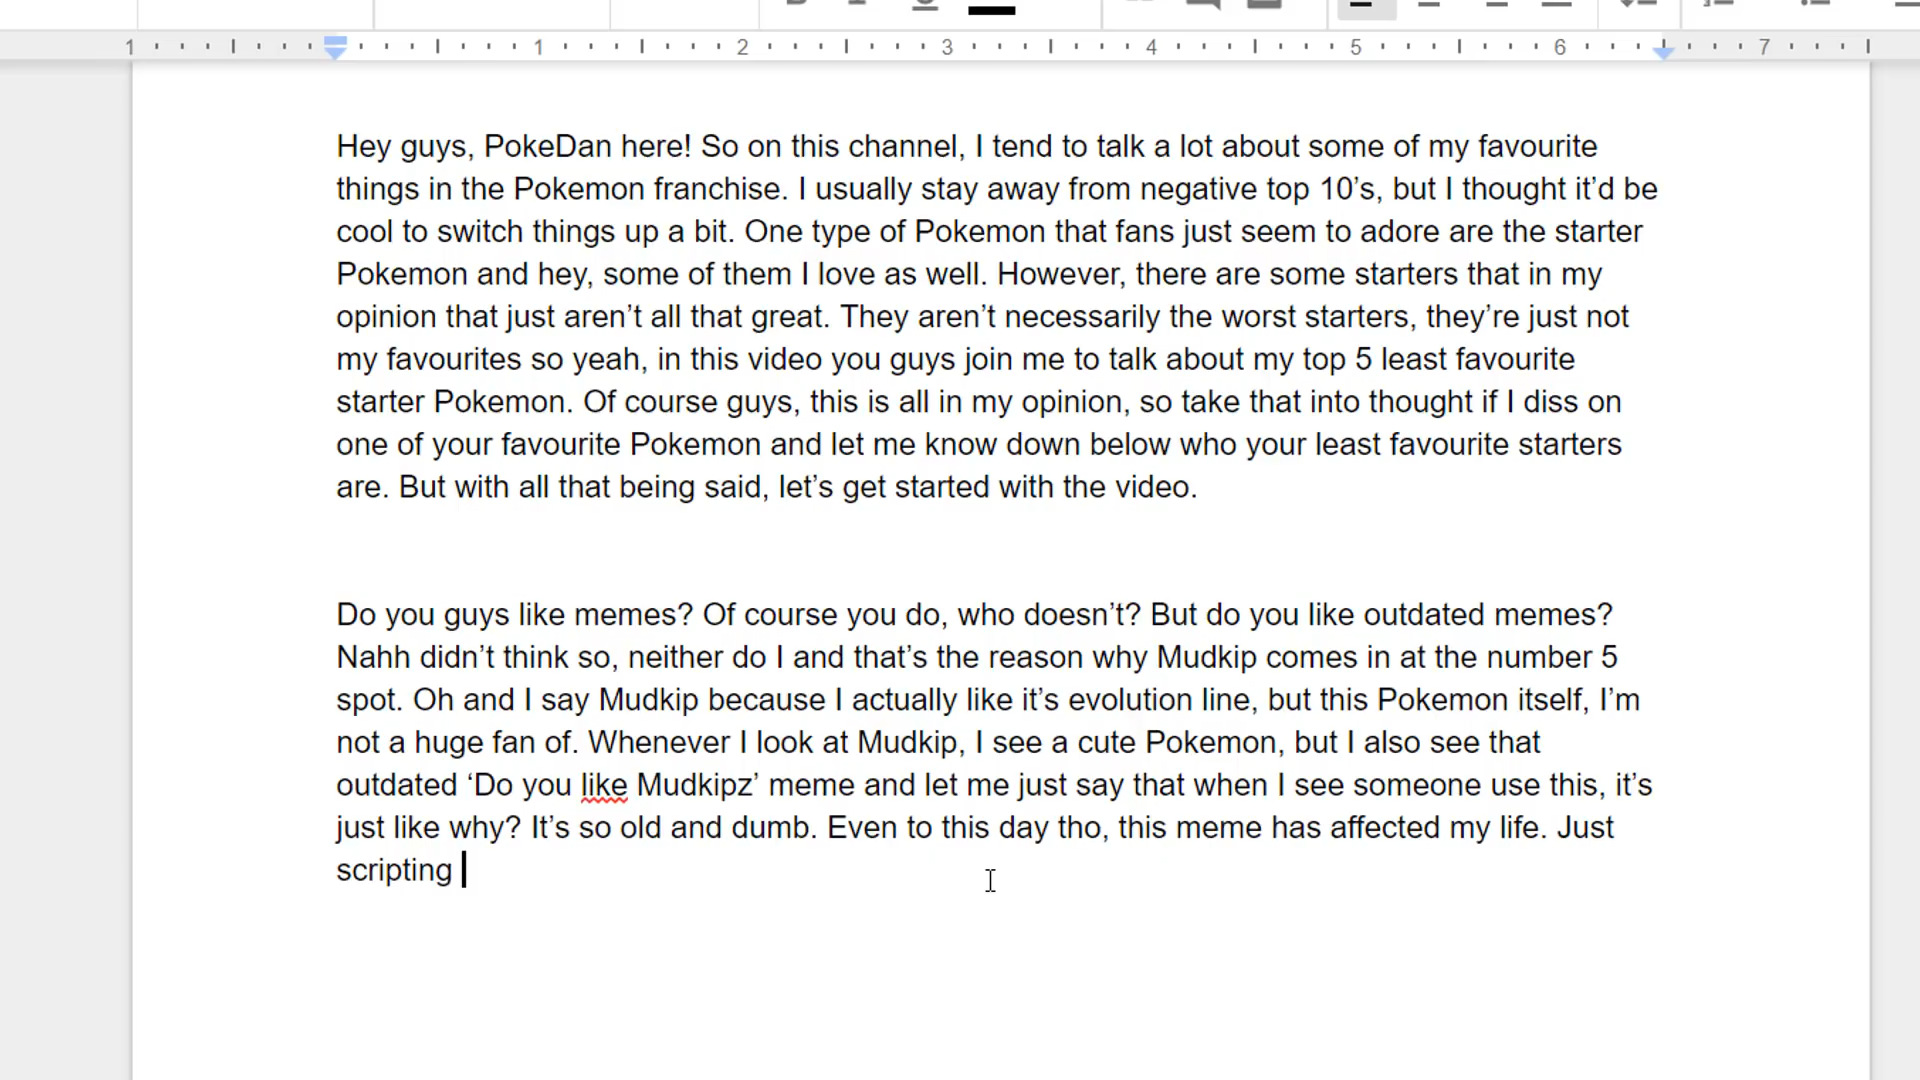 1 1 2 3 4 5 6 7
Hey guys, PokeDan here! So on this channel, I tend to talk a lot about some of my favourite
things in the Pokemon franchise. I usually stay away from negative top 10’s, but I thought it’d be
cool to switch things up a bit. One type of Pokemon that fans just seem to adore are the starter
Pokemon and hey, some of them I love as well. However, there are some starters that in my
opinion that just aren’t all that great. They aren’t necessarily the worst starters, they’re just not
my favourites so yeah, in this video you guys join me to talk about my top 5 least favourite
starter Pokemon. Of course guys, this is all in my opinion, so take that into thought if I diss on
one of your favourite Pokemon and let me know down below who your least favourite starters
are. But with all that being said, let’s get started with the video.
Do you guys like memes? Of course you do, who doesn’t? But do you like outdated memes?
Nahh didn’t think so, neither do I and that’s the reason why Mudkip comes in at the number 5
spot. Oh and I say Mudkip because I actually like it’s evolution line, but this Pokemon itself, I’m
not a huge fan of. Whenever I look at Mudkip, I see a cute Pokemon, but I also see that
outdated ‘Do you like Mudkipz’ meme and let me just say that when I see someone use this, it’s
just like why? It’s so old and dumb. Even to this day tho, this meme has affected my life. Just
scripting